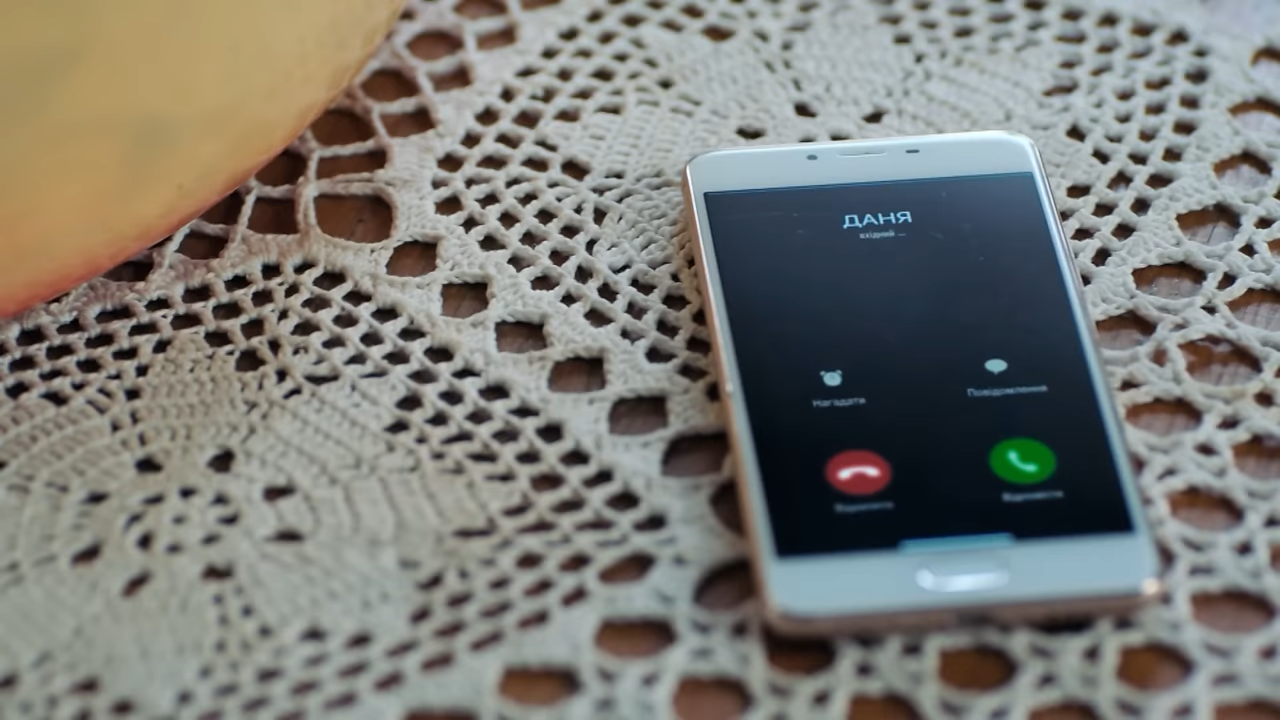 ДАНЯ
вхідний ...
Нагадати
Повідомлення
Відхилити
Відповісти